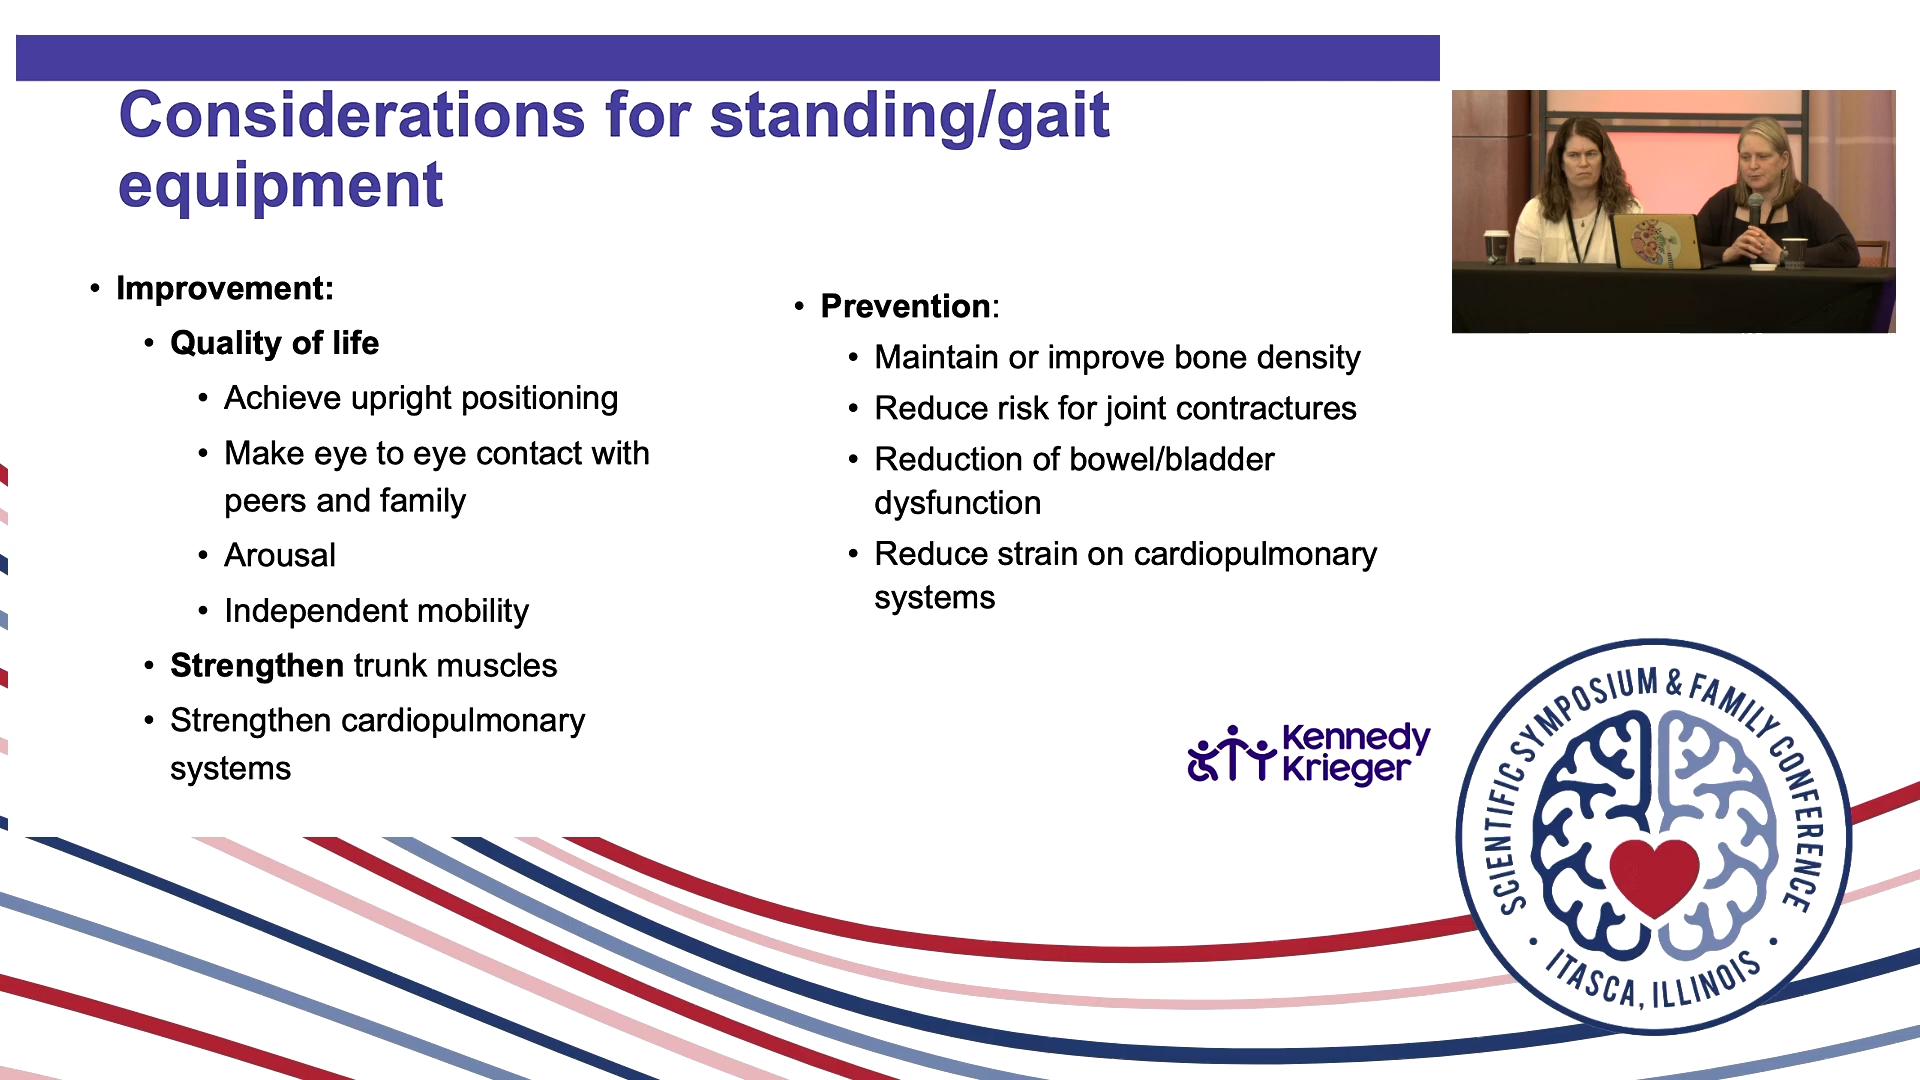 Considerations for standing/gait
equipment
• Improvement:
• Quality of life
• Achieve upright positioning
• Make eye to eye contact with
peers and family
• Arousal
• Independent mobility
• Strengthen trunk muscles
• Strengthen cardiopulmonary
systems
• Prevention:
• Maintain or improve bone density
• Reduce risk for joint contractures
• Reduction of bowel/bladder
dysfunction
• Reduce strain on cardiopulmonary
systems
Kennedy
Krieger
SCIENTIFIC SYMPOSIUM & FAMILY CONFERENCE
• ITASCA, ILLINOIS •